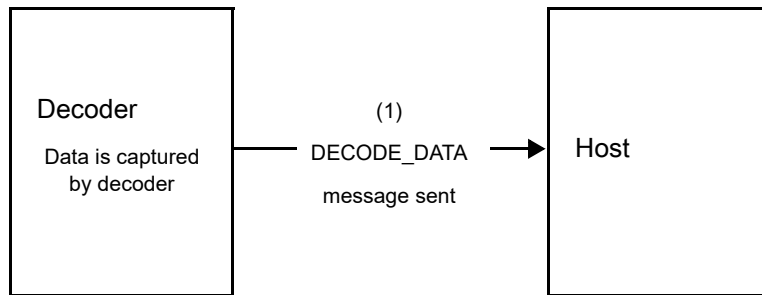 Decoder
Data is captured
by decoder
(1)
DECODE_DATA
message sent
Host